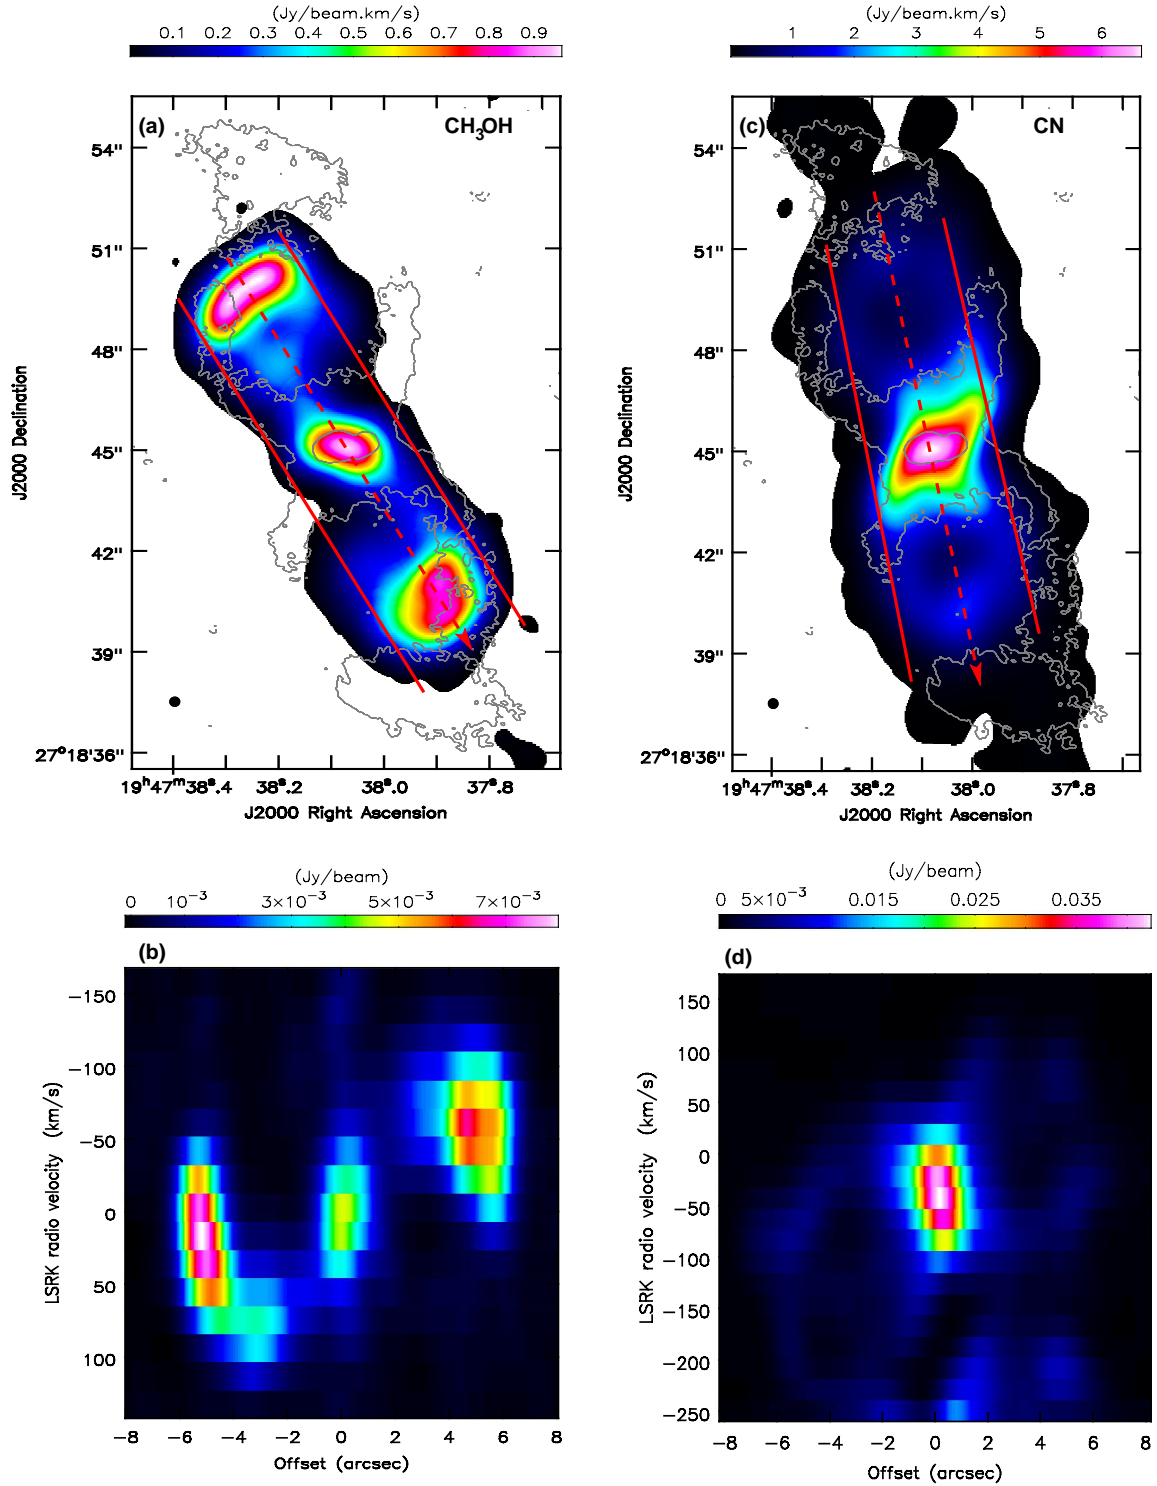 (Jy/beam.km/s)
0.1 0.2 0.3 0.4 0.5 0.6 0.7 0.8 0.9
(a) CH3OH
54"
51"
48"
45"
42"
39"
27°18'36"
19h47m38s.4 38s.2 38s.0 37s.8
J2000 Right Ascension
J2000 Declination
(Jy/beam.km/s)
1 2 3 4 5 6
(c) CN
54"
51"
48"
45"
42"
39"
27°18'36"
19h47m38s.4 38s.2 38s.0 37s.8
J2000 Right Ascension
J2000 Declination
(Jy/beam)
0 10−3 3×10−3 5×10−3 7×10−3
(b)
−150
−100
−50
0
50
100
−8 −6 −4 −2 0 2 4 6 8
Offset (arcsec)
LSRK radio velocity (km/s)
(Jy/beam)
0 5×10−3 0.015 0.025 0.035
(d)
150
100
50
0
−50
−100
−150
−200
−250
−8 −6 −4 −2 0 2 4 6 8
Offset (arcsec)
LSRK radio velocity (km/s)